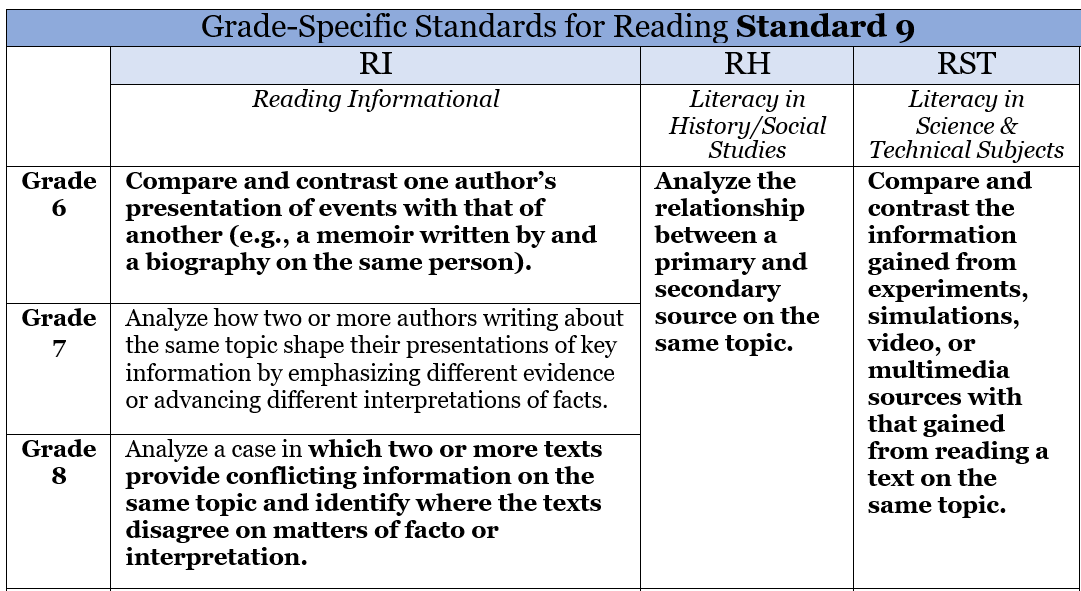 Grade-Specific Standards for Reading Standard 9
RI
RH
RST
Reading Informational
Literacy in
History/Social
Studies
Literacy in
Science &
Technical Subjects
Grade
6
Compare and contrast one author’s
presentation of events with that of
another (e.g., a memoir written by and
a biography on the same person).
Analyze the
relationship
between a
primary and
secondary
source on the
same topic.
Compare and
contrast the
information
gained from
experiments,
simulations,
video, or
multimedia
sources with
that gained
from reading a
text on the
same topic.
Grade
7
Analyze how two or more authors writing about
the same topic shape their presentations of key
information by emphasizing different evidence
or advancing different interpretations of facts.
Grade
8
Analyze a case in which two or more texts
provide conflicting information on the
same topic and identify where the texts
disagree on matters of facto or
interpretation.